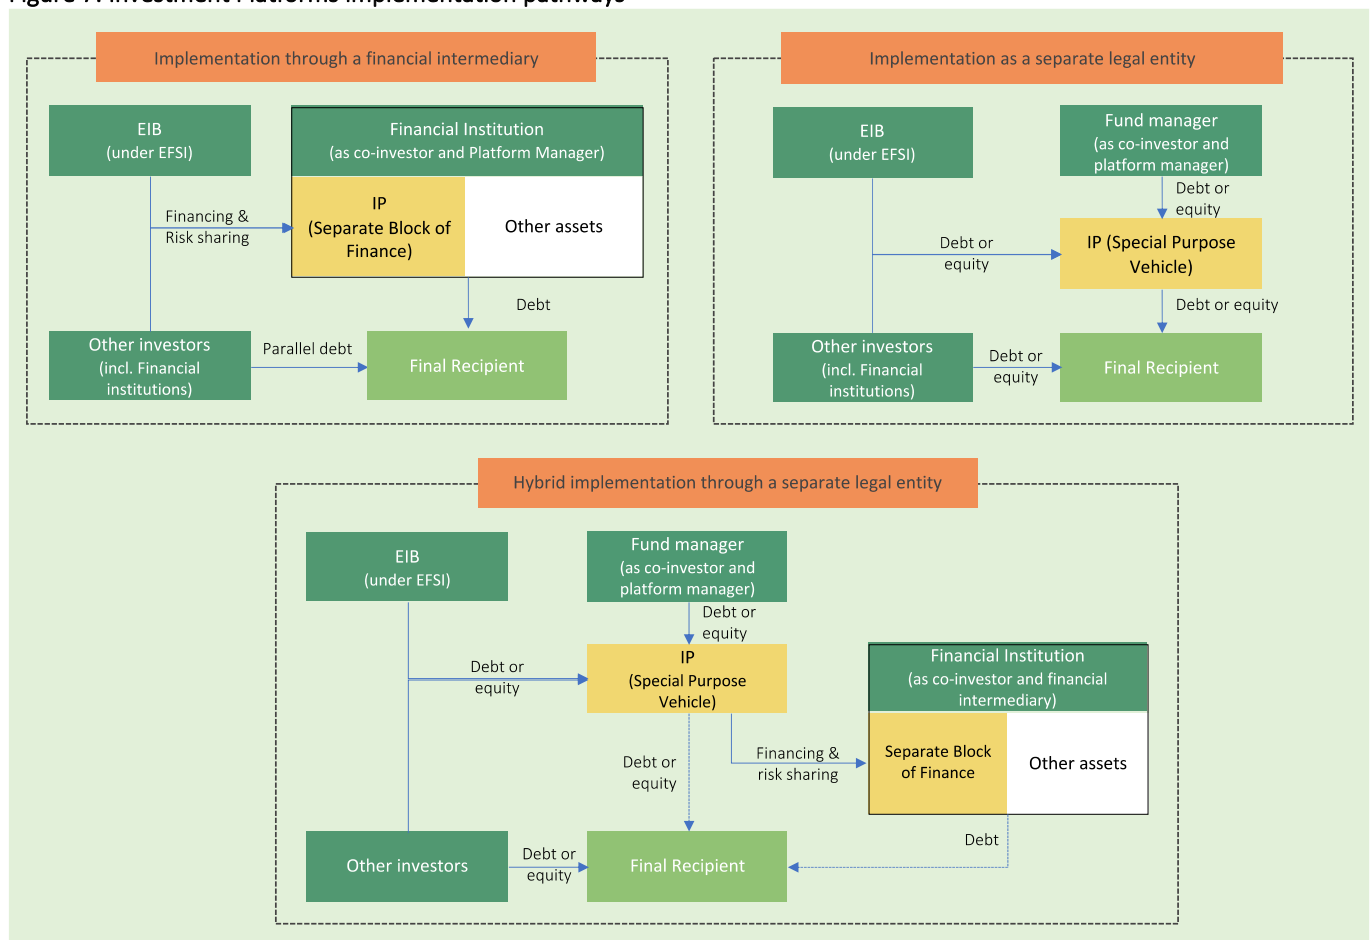 Figure 7: Investment Platforms implementation pathways
Implementation through a financial intermediary
EIB
(under EFSI)
Financial Institution
(as co-investor and Platform Manager)
Financing &
Risk sharing
IP
(Separate Block of
Finance)
Other assets
Debt
Other investors
(incl. Financial
institutions)
Parallel debt
Final Recipient
Implementation as a separate legal entity
EIB
(under EFSI)
Fund manager
(as co-investor and
platform manager)
Debt or
equity
Debt or
equity
IP (Special Purpose
Vehicle)
Debt or equity
Other investors
(incl. Financial
institutions)
Debt or
equity
Final Recipient
Hybrid implementation through a separate legal entity
EIB
(under EFSI)
Fund manager
(as co-investor and
platform manager)
Debt or
equity
Debt or
equity
IP
(Special Purpose
Vehicle)
Financial Institution
(as co-investor and financial
intermediary)
Debt or
equity
Financing &
risk sharing
Separate Block
of Finance
Other assets
Debt
Other investors
Debt or
equity
Final Recipient